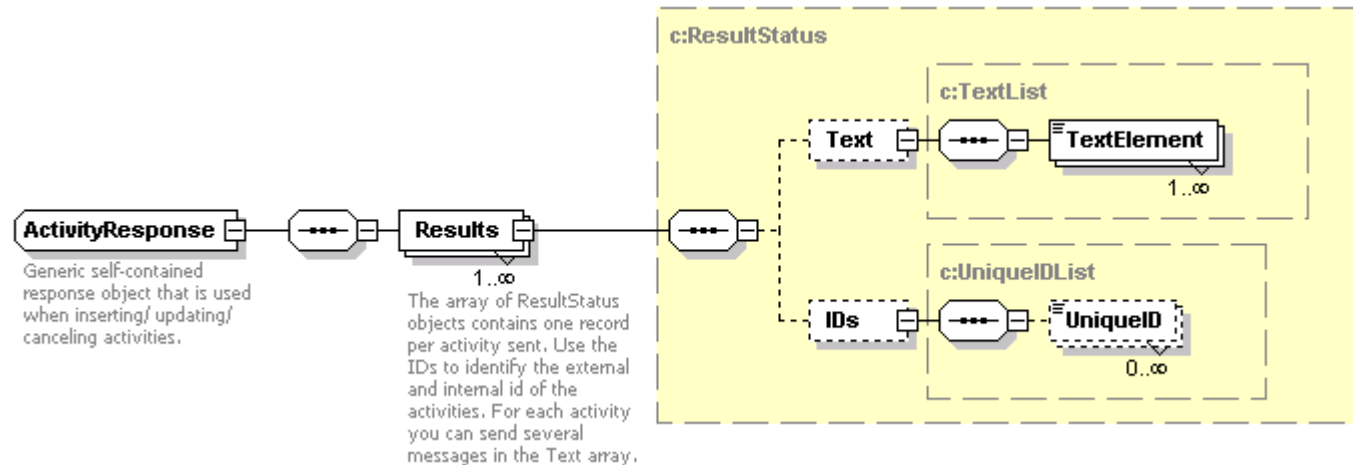 c:ResultStatus
c:TextList
Text
TextElement
1..∞
ActivityResponse
Generic self-contained
response object that is used
when inserting/ updating/
canceling activities.
Results
1..∞
The array of ResultStatus
objects contains one record
per activity sent. Use the
IDs to identify the external
and internal id of the
activities. For each activity
you can send several
messages in the Text array.
c:UniqueIDList
IDs
UniqueID
0..∞